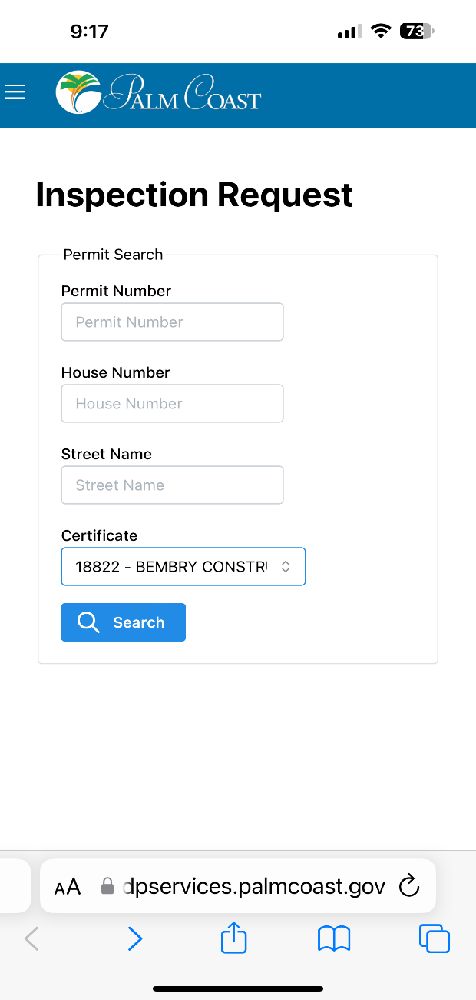 9:17
73
PALM COAST
Inspection Request
Permit Search
Permit Number
Permit Number
House Number
House Number
Street Name
Street Name
Certificate
18822 - BEMBRY CONSTR
Search
AA dpservices.palmcoast.gov